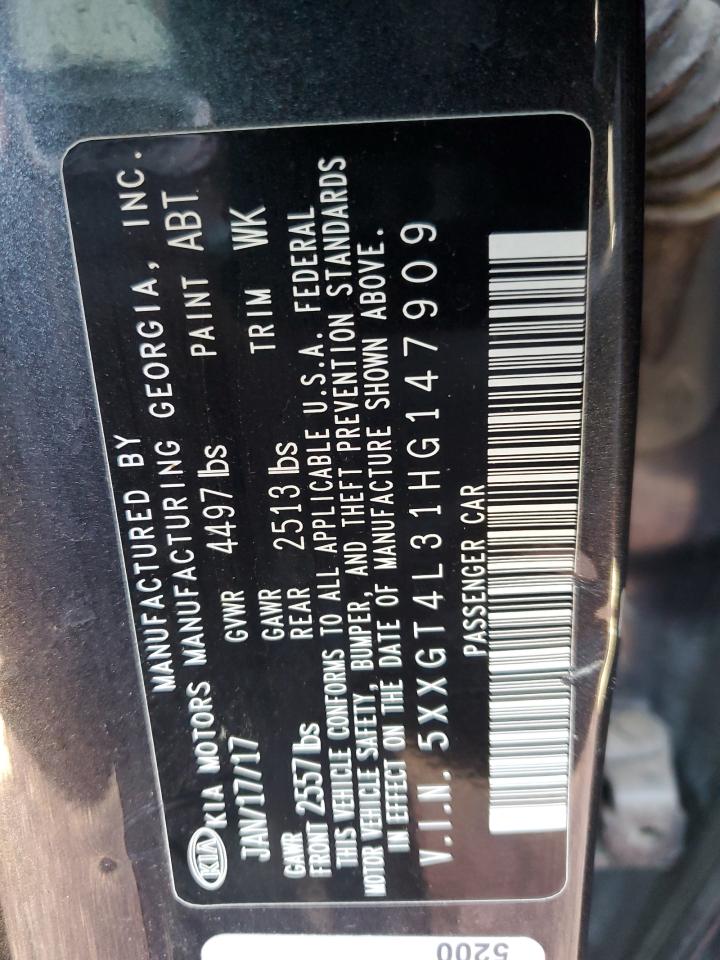 MANUFACTURED BY
KIA KIA MOTORS MANUFACTURING GEORGIA, INC.
JAN/17/17 GVWR 4497 lbs PAINT ABT
GAWR FRONT 2557 lbs GAWR REAR 2513 lbs TRIM WK
THIS VEHICLE CONFORMS TO ALL APPLICABLE U.S.A. FEDERAL
MOTOR VEHICLE SAFETY, BUMPER, AND THEFT PREVENTION STANDARDS
IN EFFECT ON THE DATE OF MANUFACTURE SHOWN ABOVE.
V.I.N. 5XXGT4L31HG147909
PASSENGER CAR
5200